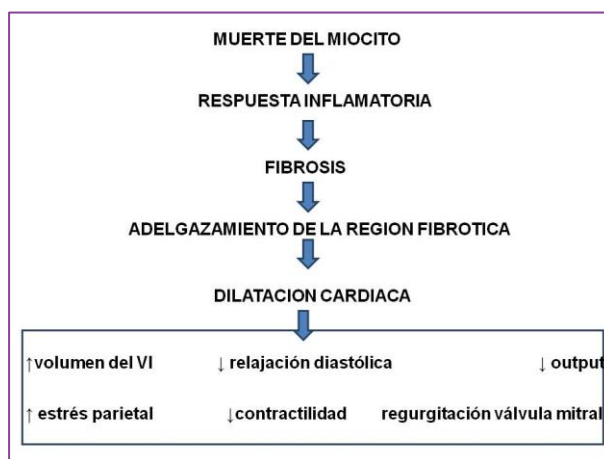 MUERTE DEL MIOCITO
RESPUESTA INFLAMATORIA
FIBROSIS
ADELGAZAMIENTO DE LA REGION FIBROTICA
DILATACION CARDIACA
↑volumen del VI ↓ relajación diastólica ↓ output
↑ estrés parietal ↓contractilidad regurgitación válvula mitral